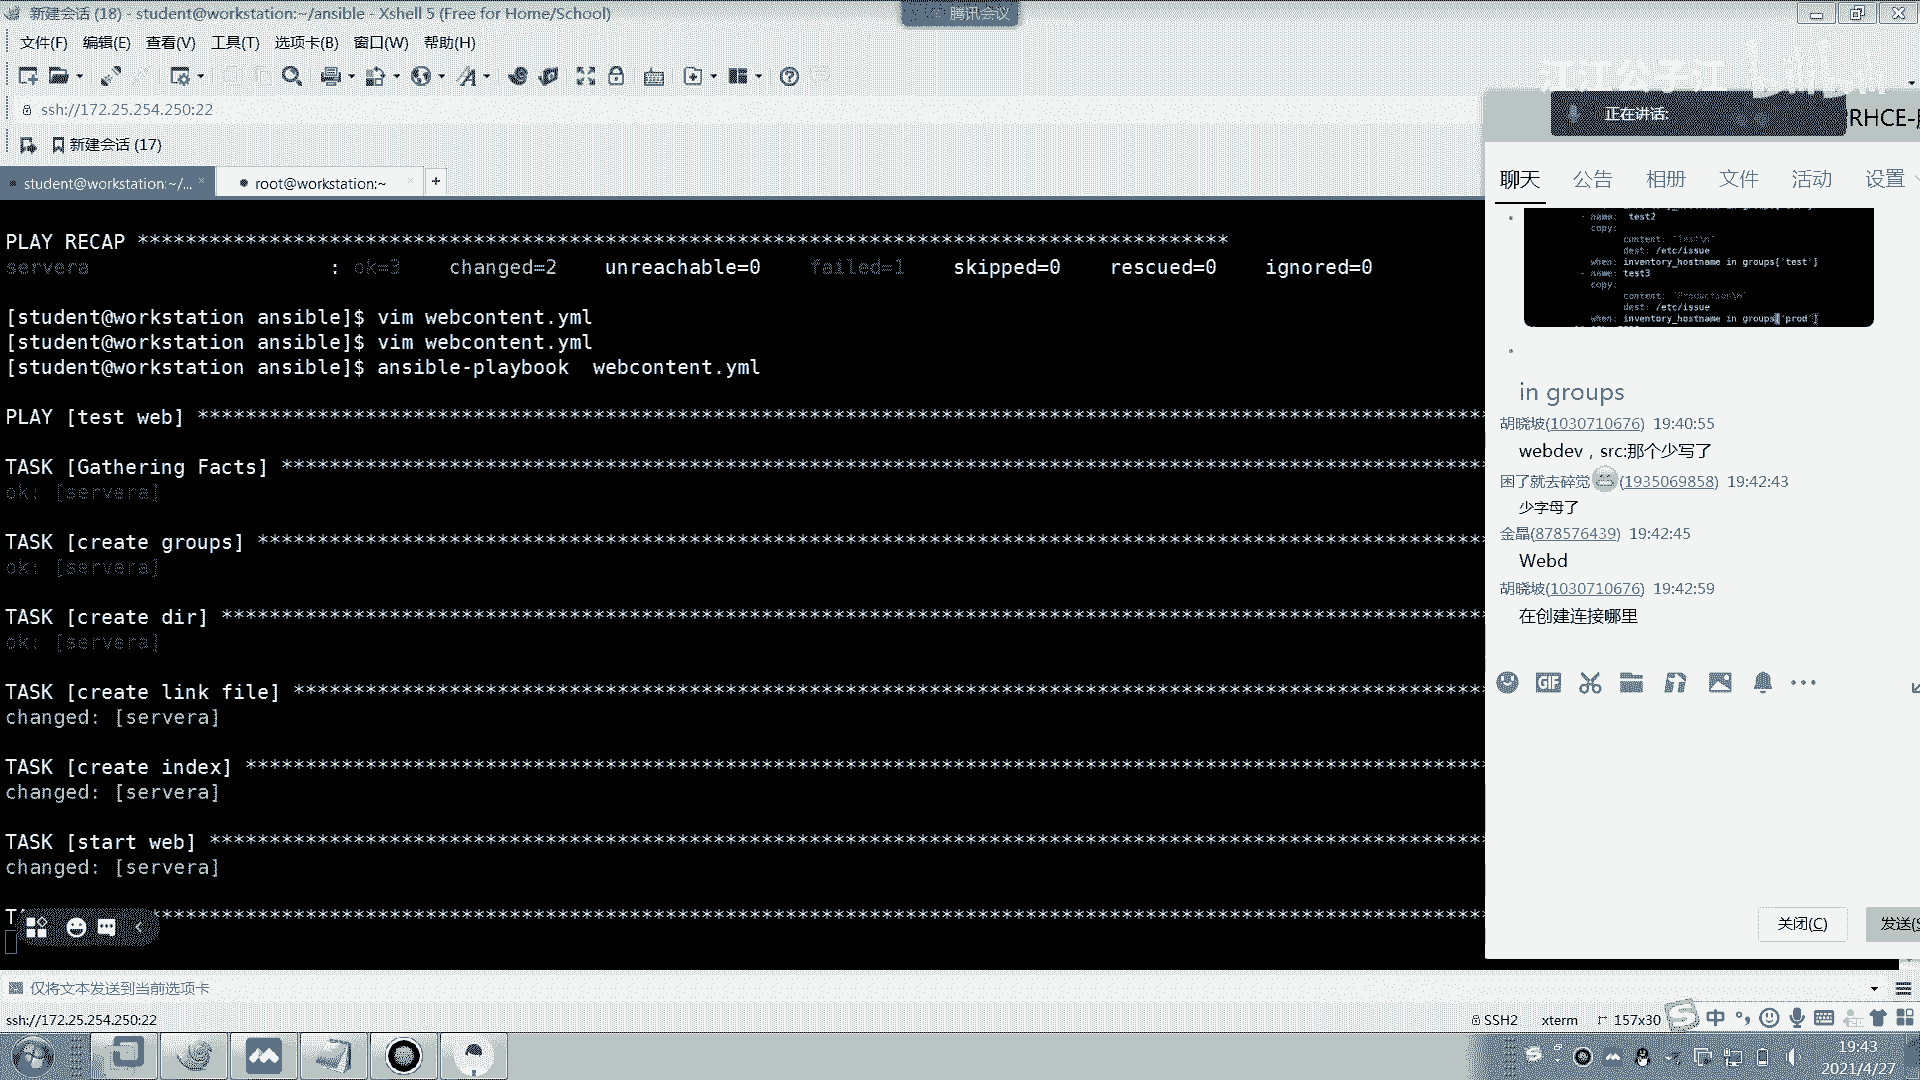 新建会话 (18) - student@workstation:~/ansible - Xshell 5 (Free for Home/School)
腾讯会议
文件(F) 编辑(E) 查看(V) 工具(T) 选项卡(B) 窗口(W) 帮助(H)
ssh://172.25.254.250:22
新建会话 (17)
student@workstation:~/... root@workstation:~
PLAY RECAP *******************************************************************************************
servera : ok=3 changed=2 unreachable=0 failed=1 skipped=0 rescued=0 ignored=0
[student@workstation ansible]$ vim webcontent.yml
[student@workstation ansible]$ vim webcontent.yml
[student@workstation ansible]$ ansible-playbook  webcontent.yml
PLAY [test web] ************************************************************************************************************
TASK [Gathering Facts] *****************************************************************************************************
ok: [servera]
TASK [create groups] *******************************************************************************************************
ok: [servera]
TASK [create dir] **********************************************************************************************************
ok: [servera]
TASK [create link file] ****************************************************************************************************
changed: [servera]
TASK [create index] ********************************************************************************************************
changed: [servera]
TASK [start web] ***********************************************************************************************************
changed: [servera]
江江公子江 bilibili
正在讲话:
RHCE-
聊天 公告 相册 文件 活动 设置
- name: test2
copy:
content: 'Test\n'
dest: /etc/issue
when: inventory_hostname in groups['test']
- name: test3
copy:
content: 'Production\n'
dest: /etc/issue
when: inventory_hostname in groups['prod']
in groups
胡晓坡(1030710676) 19:40:55
webdev，src:那个少写了
困了就去碎觉(1935069858) 19:42:43
少字母了
金晶(878576439) 19:42:45
Webd
胡晓坡(1030710676) 19:42:59
在创建连接哪里
GIF
关闭(C) 发送(S
仅将文本发送到当前选项卡
ssh://172.25.254.250:22 SSH2 xterm 157x30 中
19:43
2021/4/27